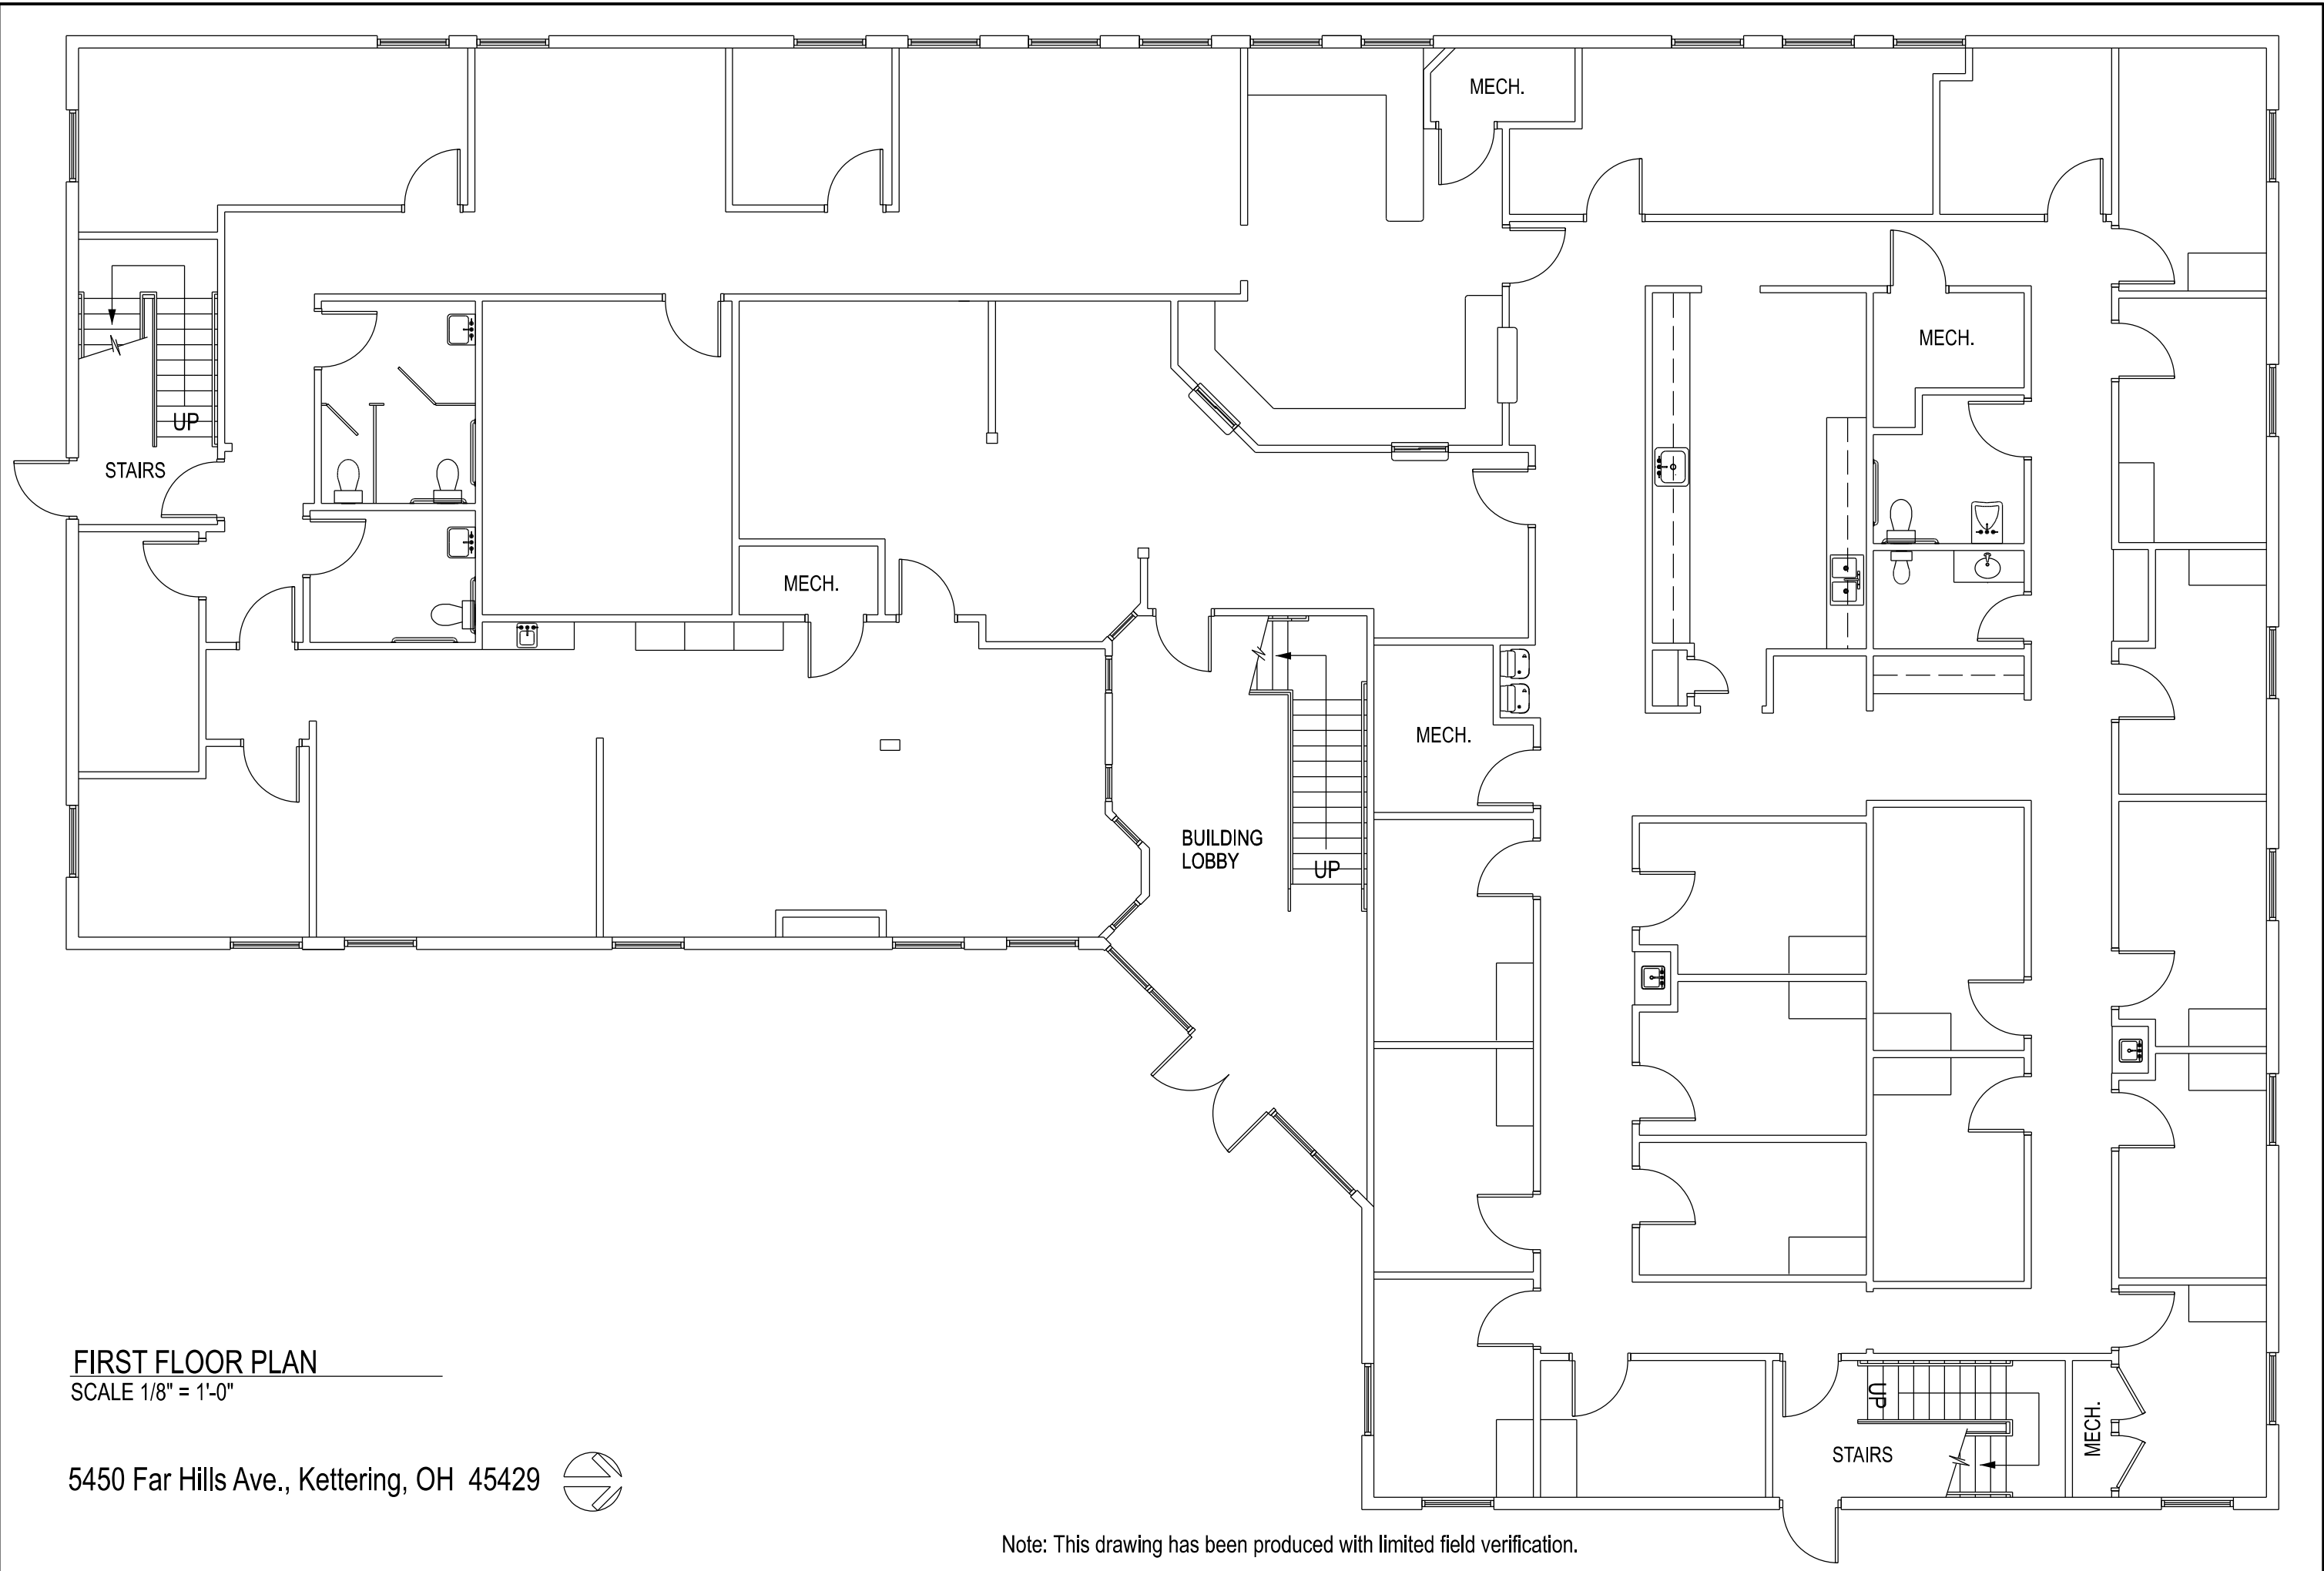 MECH.
MECH.
UP
STAIRS
MECH.
MECH.
BUILDING
LOBBY
UP
FIRST FLOOR PLAN
SCALE 1/8" = 1'-0"
UP
MECH.
STAIRS
5450 Far Hills Ave., Kettering, OH 45429
Note: This drawing has been produced with limited field verification.